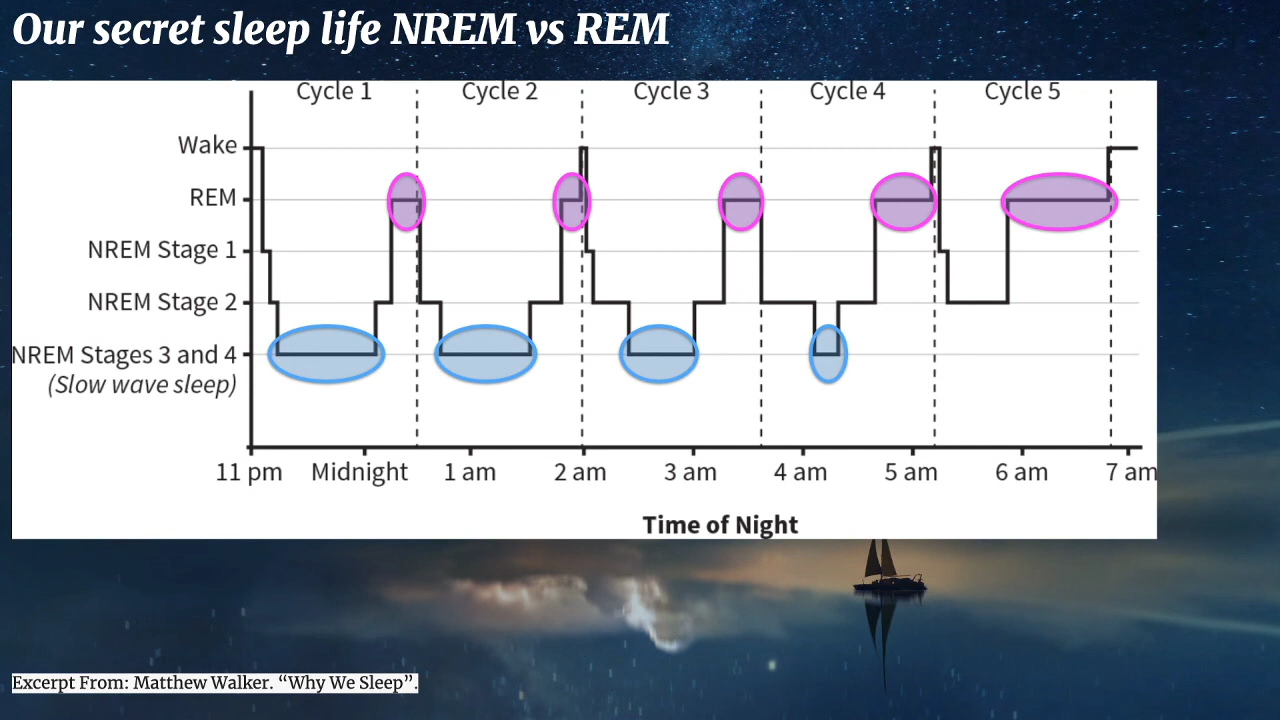 Our secret sleep life NREM vs REM
Cycle 1 Cycle 2 Cycle 3 Cycle 4 Cycle 5
Wake
REM
NREM Stage 1
NREM Stage 2
NREM Stages 3 and 4
(Slow wave sleep)
11 pm Midnight 1 am 2 am 3 am 4 am 5 am 6 am 7 am
Time of Night
Excerpt From: Matthew Walker. “Why We Sleep”.